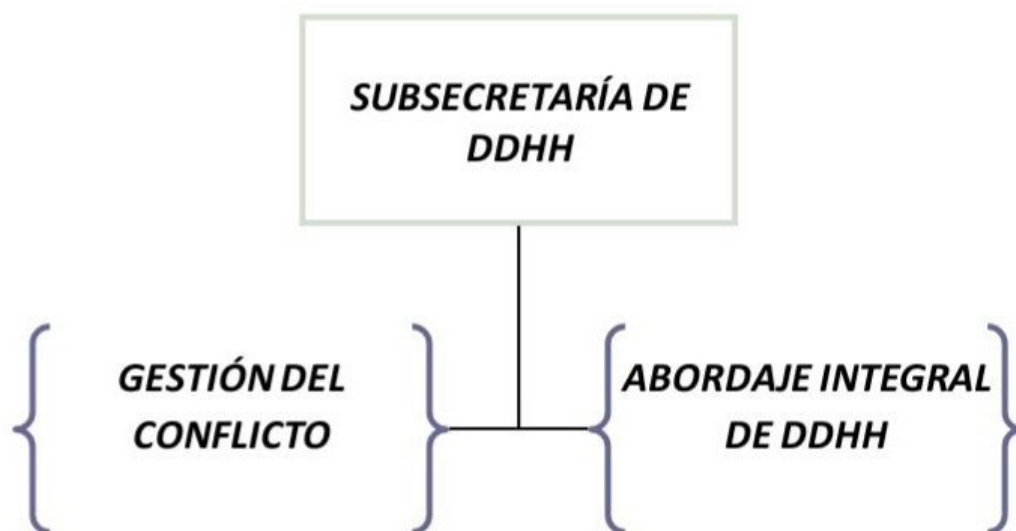 SUBSECRETARÍA DE
DDHH
GESTIÓN DEL
CONFLICTO
ABORDAJE INTEGRAL
DE DDHH